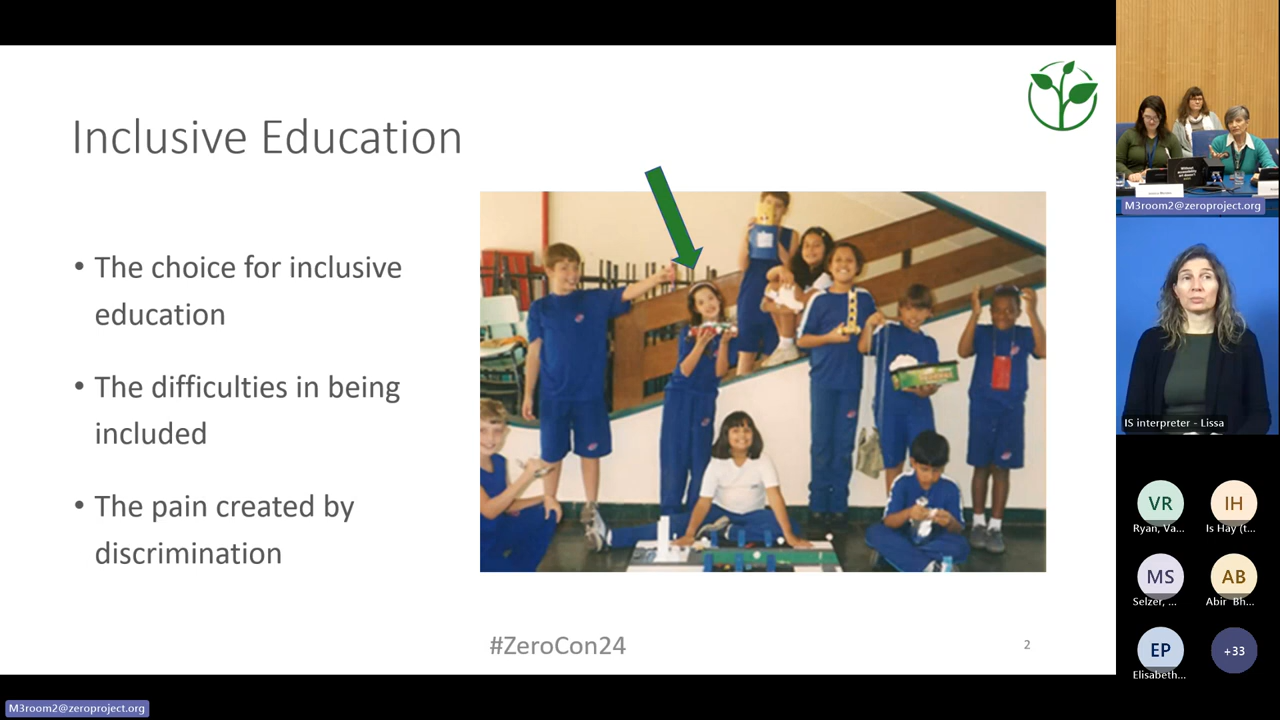 Inclusive Education
• The choice for inclusive
education
• The difficulties in being
included
• The pain created by
discrimination
#ZeroCon24
2
M3room2@zeroproject.org
IS interpreter - Lissa
VR
Ryan, Va...
IH
Is Hay (t...
MS
Selzer, ...
AB
Abir Bh...
EP
Elisabeth...
+33
M3room2@zeroproject.org